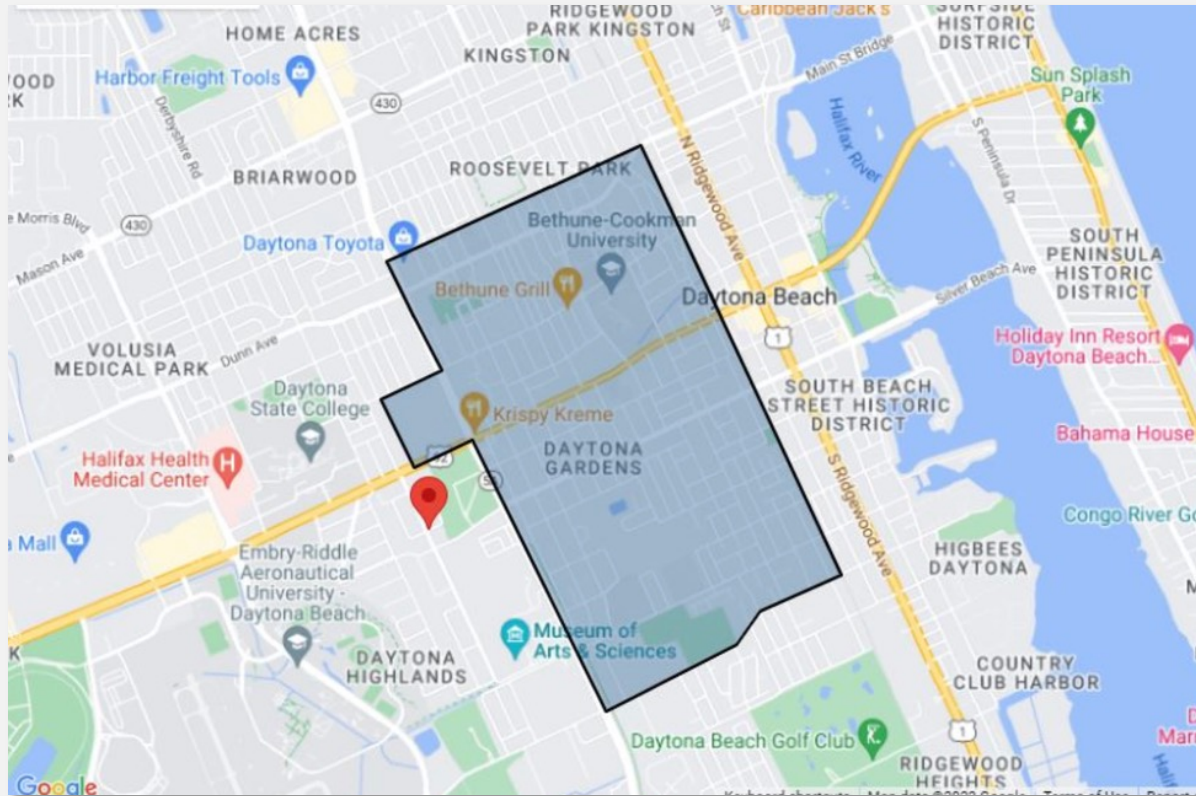 RIDGEWOOD
PARK KINGSTON
Caribbean Jack's
SURFSIDE
HISTORIC
DISTRICT
HOME ACRES
KINGSTON
Main St Bridge
Harbor Freight Tools
Sun Splash
Park
430
Derbyshire Rd
Halifax River
S Peninsula Dr
N Ridgewood Ave
ROOSEVELT PARK
BRIARWOOD
Morris Blvd
430
Bethune-Cookman
University
Daytona Toyota
Mason Ave
SOUTH
PENINSULA
HISTORIC
DISTRICT
Silver Beach Ave
Bethune Grill
Daytona Beach
1
Holiday Inn Resort
Daytona Beach...
VOLUSIA
MEDICAL PARK
Dunn Ave
Daytona
State College
SOUTH BEACH
STREET HISTORIC
DISTRICT
Krispy Kreme
Bahama House
DAYTONA
GARDENS
Halifax Health
Medical Center
S Ridgewood Ave
Congo River
Mall
HIGBEES
DAYTONA
Embry-Riddle
Aeronautical
University -
Daytona Beach
Museum of
Arts & Sciences
DAYTONA
HIGHLANDS
COUNTRY
CLUB HARBOR
1
Daytona Beach Golf Club
RIDGEWOOD
HEIGHTS
Google